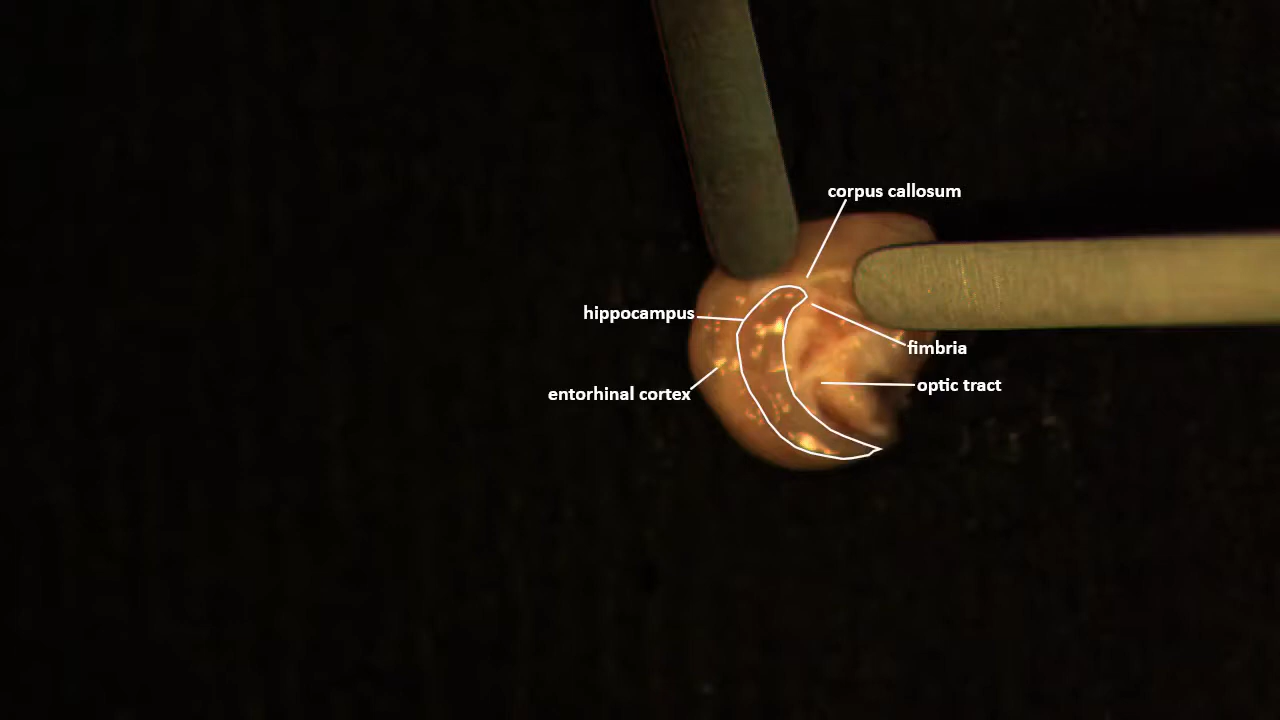 corpus callosum
hippocampus
fimbria
optic tract
entorhinal cortex